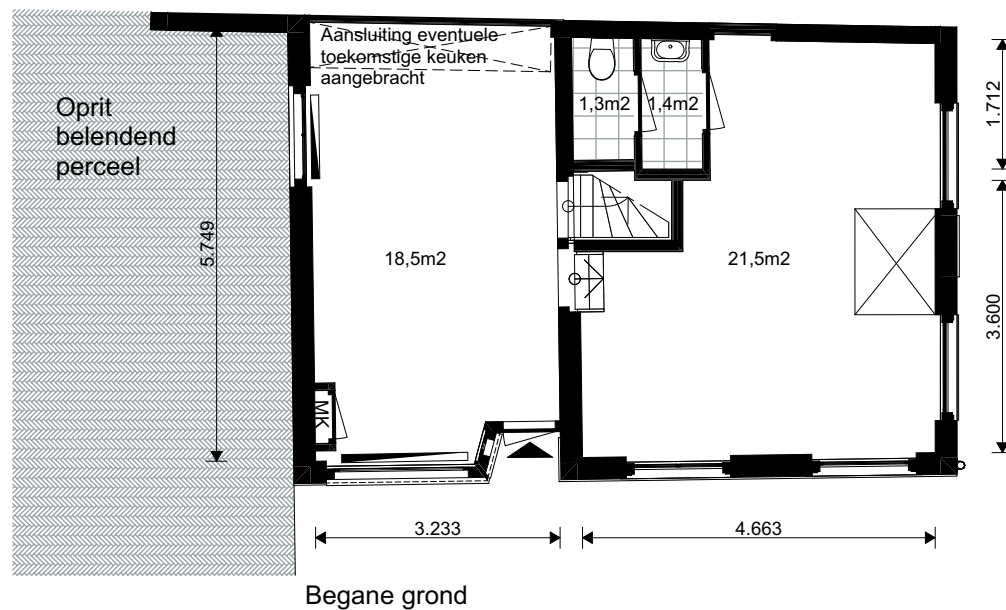 Aansluiting eventuele
toekomstige keuken
aangebracht
Oprit
belendend
perceel
1,3m2
1,4m2
1.712
5.749
18,5m2
21,5m2
3.600
MK
3.233
4.663
Begane grond